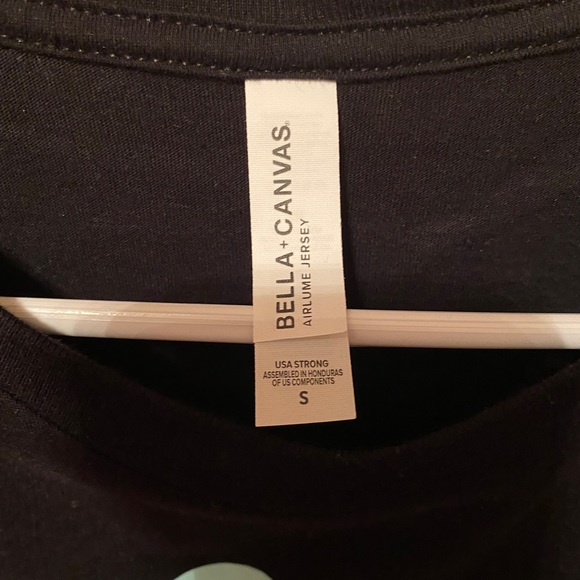 BELLA+CANVAS®
AIRLUME JERSEY
USA STRONG
ASSEMBLED IN HONDURAS
OF US COMPONENTS
S